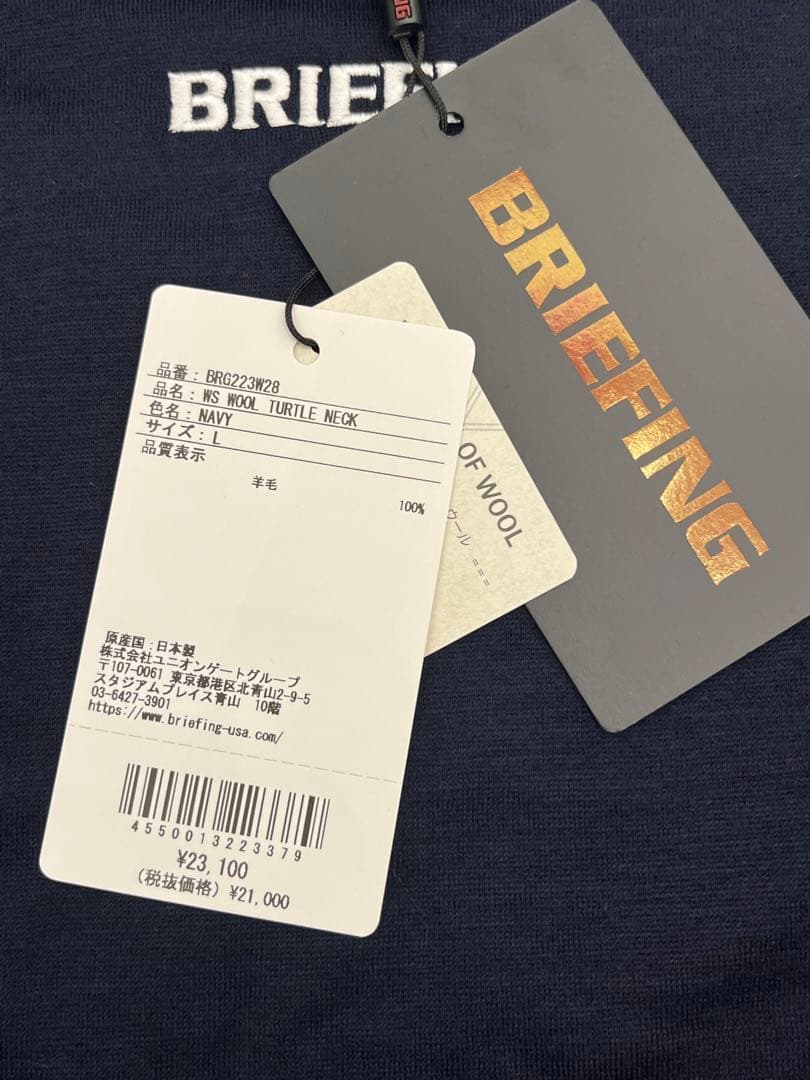 BRIEFI
BRIEFING
OF WOOL
ウール ===
品番 : BRG223W28
品名 : WS WOOL TURTLE NECK
色名 : NAVY
サイズ : L
品質表示
羊毛
100%
原産国 : 日本製
株式会社ユニオンゲートグループ
〒107-0061 東京都港区北青山2-9-5
スタジアムプレイス青山 10階
03-6427-3901
https://www.briefing-usa.com/
4550013223379
¥23,100
(税抜価格) ¥21,000